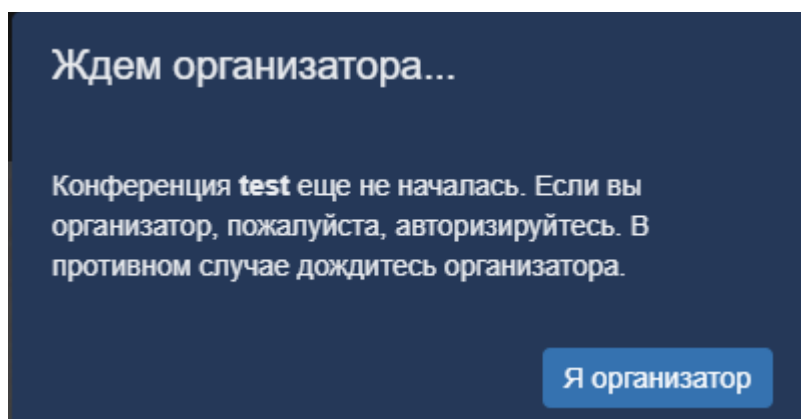 Ждем организатора...
Конференция test еще не началась. Если вы
организатор, пожалуйста, авторизируйтесь. В
противном случае дождитесь организатора.
Я организатор